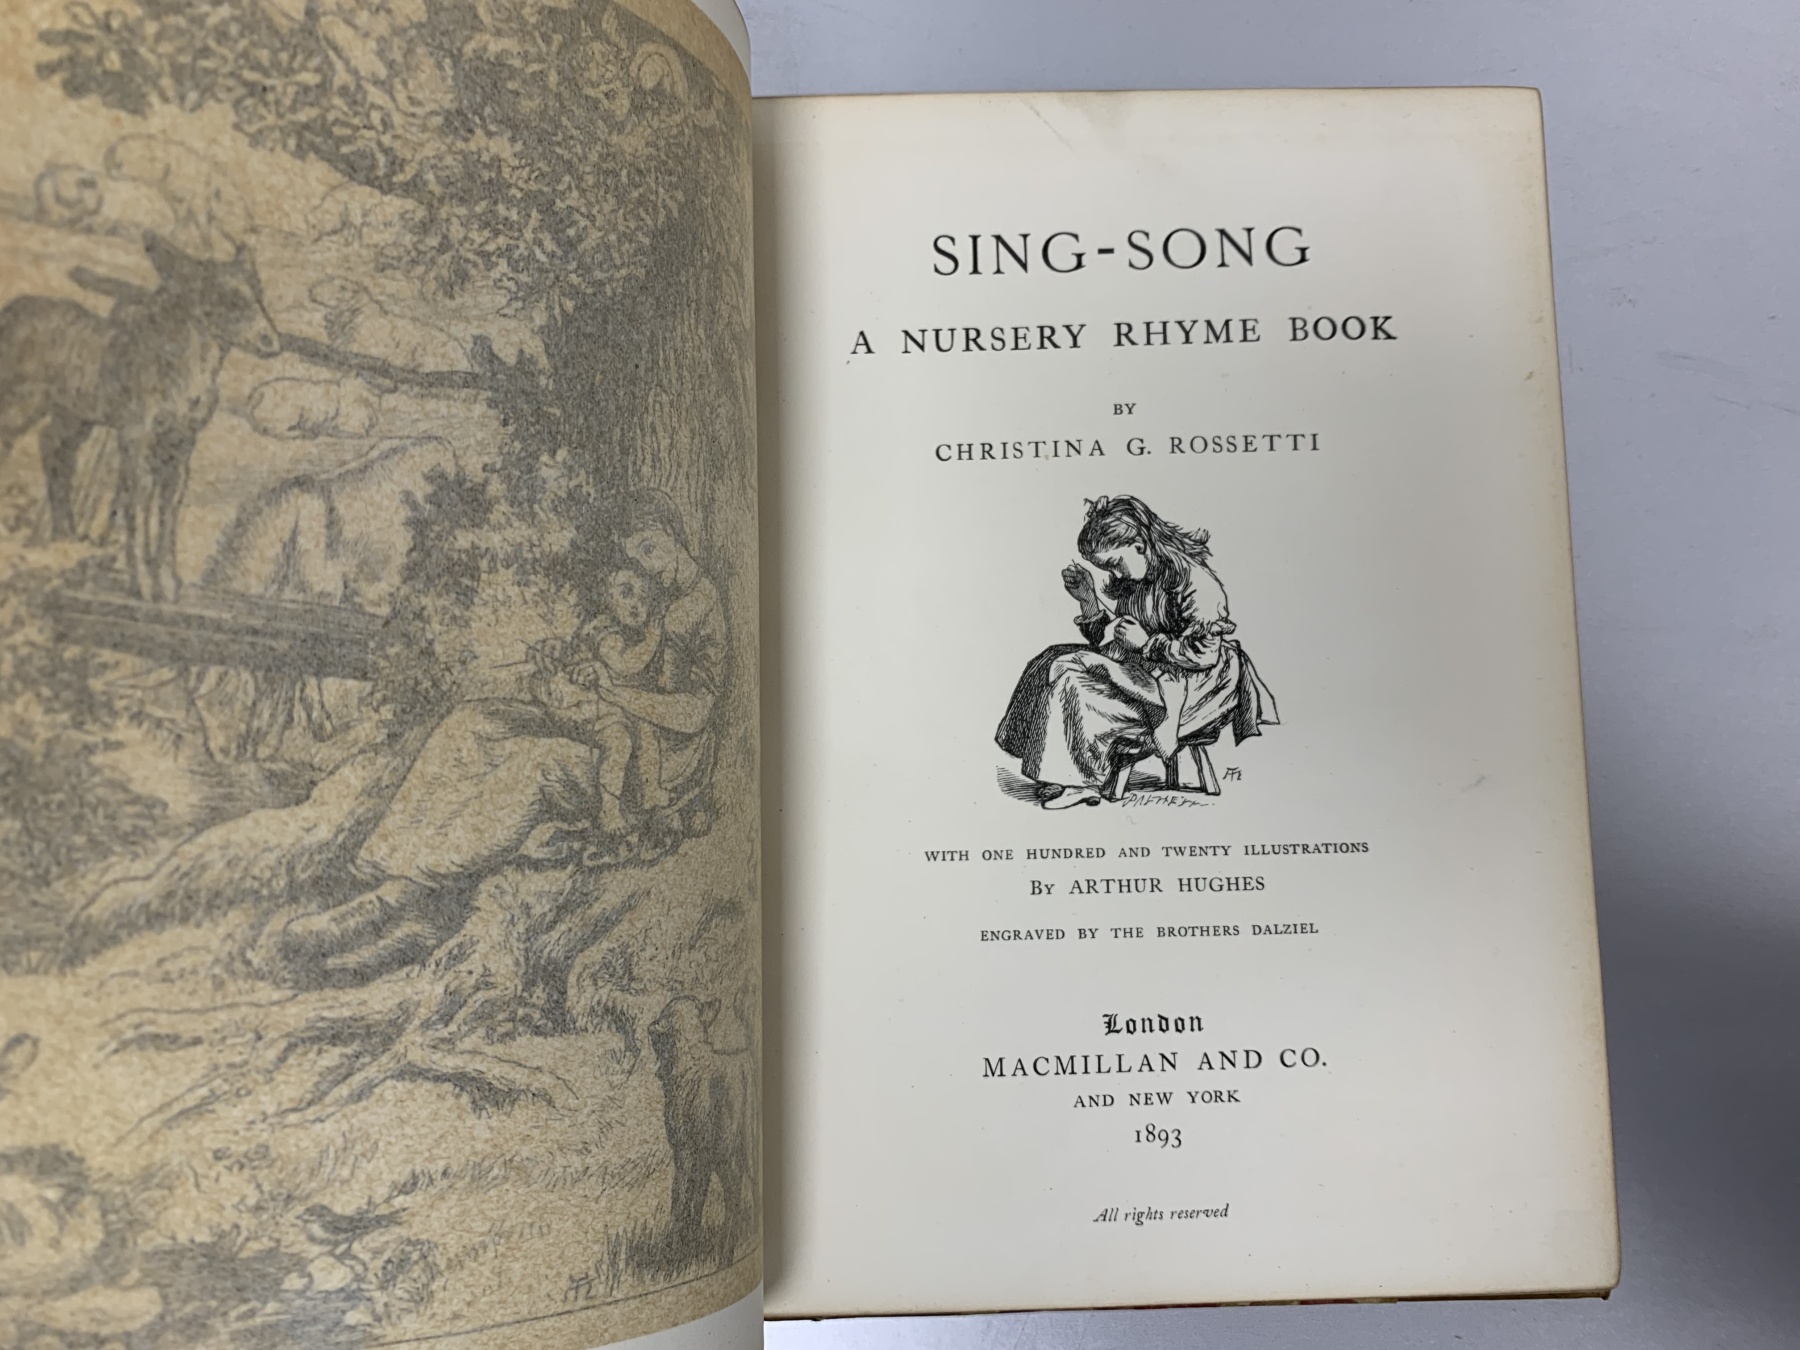 SING-SONG
A NURSERY RHYME BOOK
BY
CHRISTINA G. ROSSETTI
DALZIEL
WITH ONE HUNDRED AND TWENTY ILLUSTRATIONS
By ARTHUR HUGHES
ENGRAVED BY THE BROTHERS DALZIEL
London
MACMILLAN AND CO.
AND NEW YORK
1893
All rights reserved